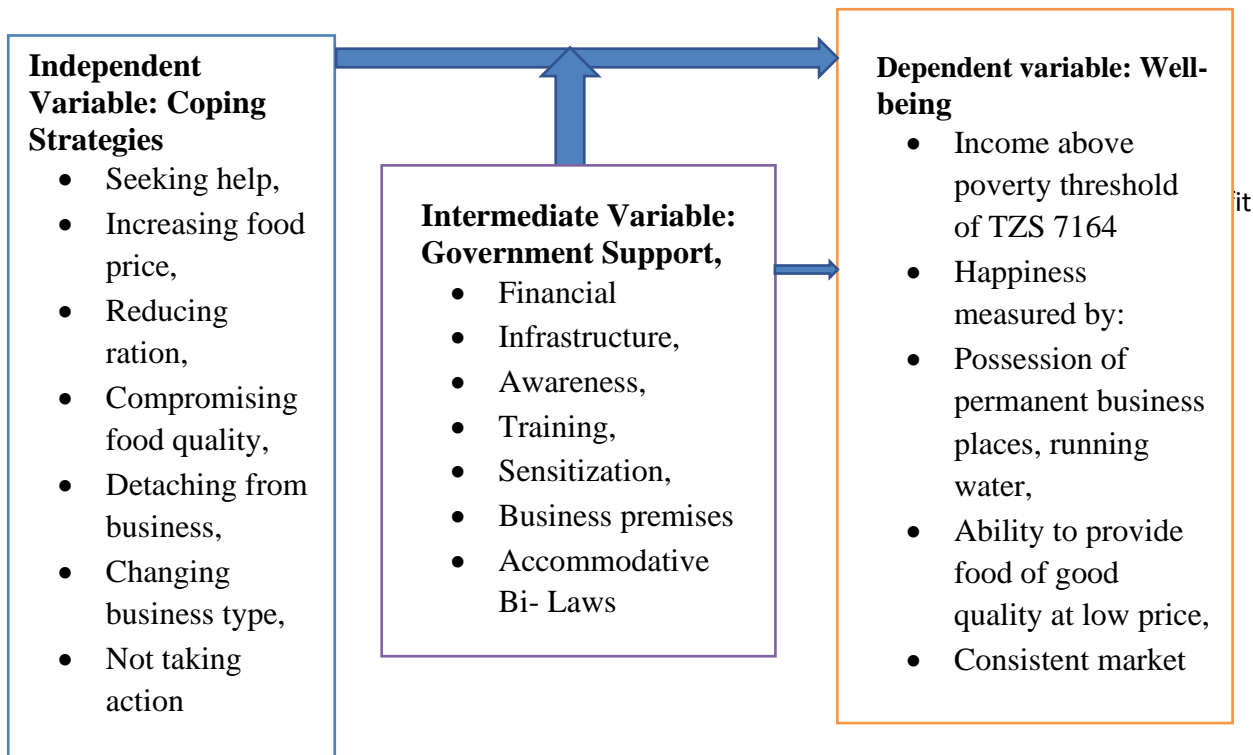 Independent
Variable: Coping
Strategies
• Seeking help,
• Increasing food
price,
• Reducing
ration,
• Compromising
food quality,
• Detaching from
business,
• Changing
business type,
• Not taking
action
Intermediate Variable:
Government Support,
• Financial
• Infrastructure,
• Awareness,
• Training,
• Sensitization,
• Business premises
• Accommodative
Bi- Laws
Dependent variable: Well-
being
• Income above
poverty threshold
of TZS 7164
• Happiness
measured by:
• Possession of
permanent business
places, running
water,
• Ability to provide
food of good
quality at low price,
• Consistent market